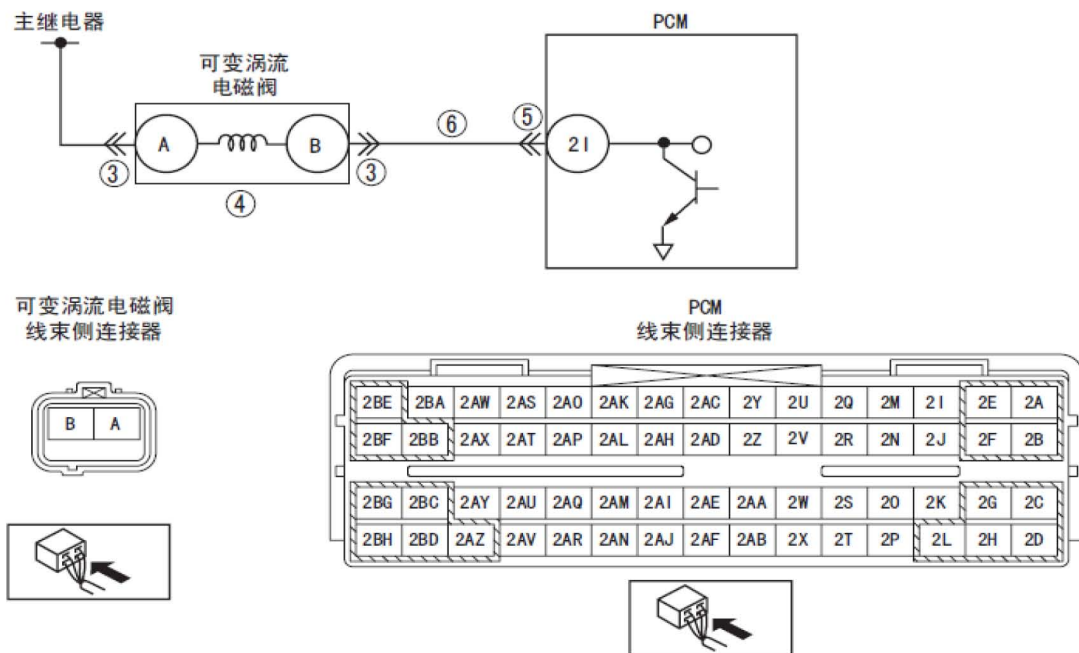 主继电器
PCM
可变涡流
电磁阀
A
B
③
④
③
⑥
⑤
2I
可变涡流电磁阀
线束侧连接器
B A
PCM
线束侧连接器
2BE 2BA 2AW 2AS 2AO 2AK 2AG 2AC 2Y 2U 2Q 2M 2I 2E 2A
2BF 2BB 2AX 2AT 2AP 2AL 2AH 2AD 2Z 2V 2R 2N 2J 2F 2B
2BG 2BC 2AY 2AU 2AQ 2AM 2AI 2AE 2AA 2W 2S 2O 2K 2G 2C
2BH 2BD 2AZ 2AV 2AR 2AN 2AJ 2AF 2AB 2X 2T 2P 2L 2H 2D